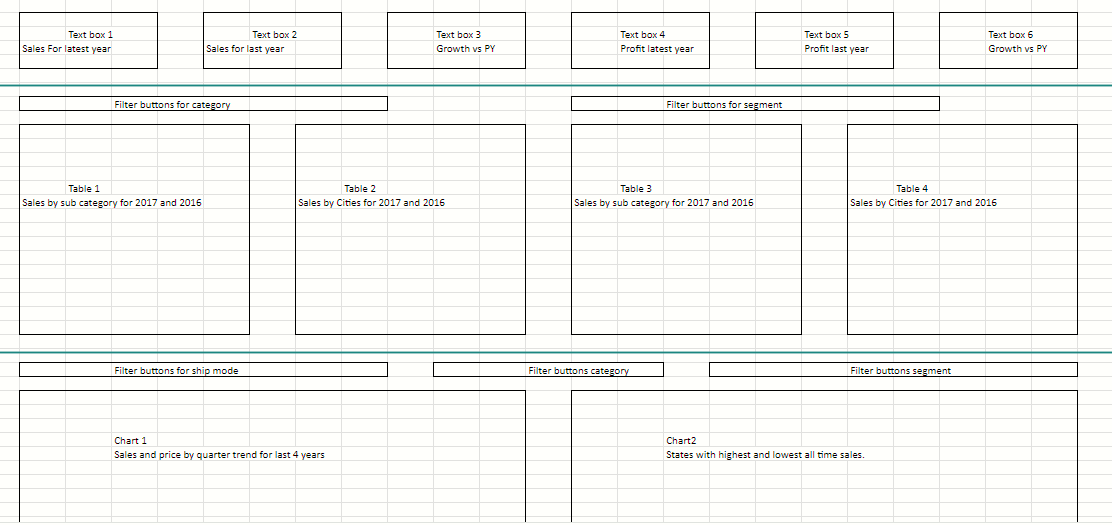 Text box 1
Sales For latest year
Text box 2
Sales for last year
Text box 3
Growth vs PY
Text box 4
Profit latest year
Text box 5
Profit last year
Text box 6
Growth vs PY
Filter buttons for category
Filter buttons for segment
Table 1
Sales by sub category for 2017 and 2016
Table 2
Sales by Cities for 2017 and 2016
Table 3
Sales by sub category for 2017 and 2016
Table 4
Sales by Cities for 2017 and 2016
Filter buttons for ship mode
Filter buttons category
Filter buttons segment
Chart 1
Sales and price by quarter trend for last 4 years
Chart2
States with highest and lowest all time sales.